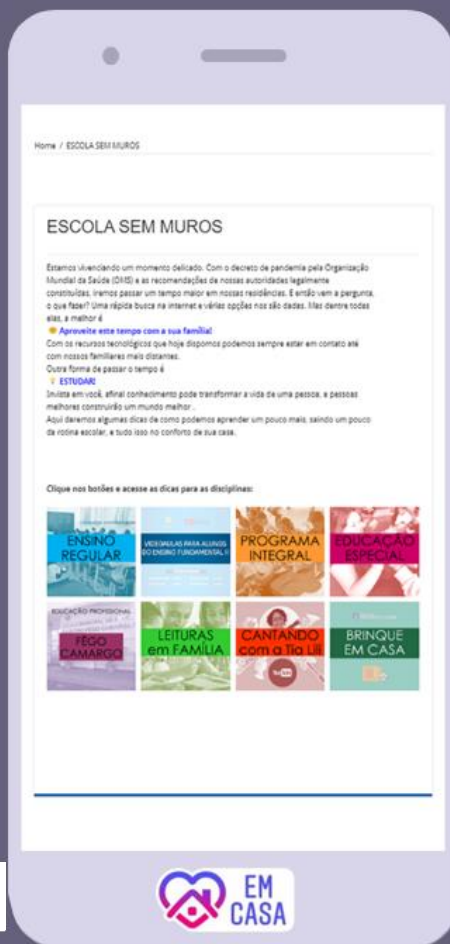 Home / ESCOLA SEM MUROS
ESCOLA SEM MUROS
Estamos vivenciando um momento delicado. Com o decreto de pandemia pela Organização
Mundial da Saúde (OMS) e as recomendações de nossas autoridades legalmente
constituídas, iremos passar um tempo maior em nossas residências. E então vem a pergunta,
o que fazer? Uma rápida busca na internet e várias opções nos são dadas. Mas dentre todas
elas, a melhor é
Aproveite este tempo com a sua família!
Com os recursos tecnológicos que hoje dispomos podemos sempre estar em contato até
com nossos familiares mais distantes.
Outra forma de passar o tempo é
ESTUDAR!
Invista em você, afinal conhecimento pode transformar a vida de uma pessoa, e pessoas
melhores construirão um mundo melhor .
Aqui daremos algumas dicas de como podemos aprender um pouco mais, saindo um pouco
da rotina escolar, e tudo isso no conforto de sua casa.
Clique nos botões e acesse as dicas para as disciplinas:
ENSINO
REGULAR
VIDEOAULAS PARA ALUNOS
DO ENSINO FUNDAMENTAL II
PROGRAMA
INTEGRAL
EDUCAÇÃO
ESPECIAL
EDUCAÇÃO PROFISSIONAL
FÊGO
CAMARGO
LEITURAS
em FAMÍLIA
CANTANDO
com a Tia Lili
BRINQUE
EM CASA
EM
CASA